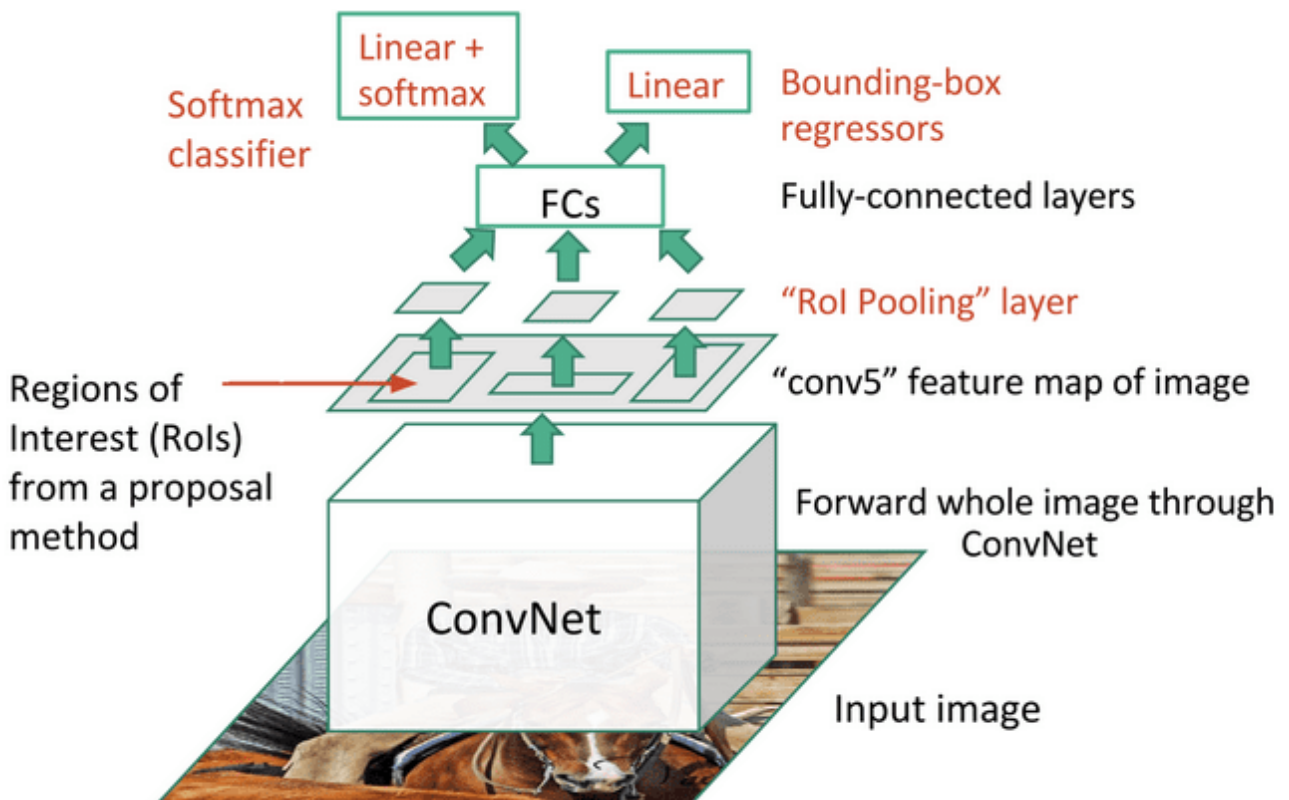 Linear +
softmax
Linear
Softmax
classifier
Bounding-box
regressors
FCs
Fully-connected layers
“RoI Pooling” layer
“conv5” feature map of image
Regions of
Interest (RoIs)
from a proposal
method
Forward whole image through
ConvNet
ConvNet
Input image